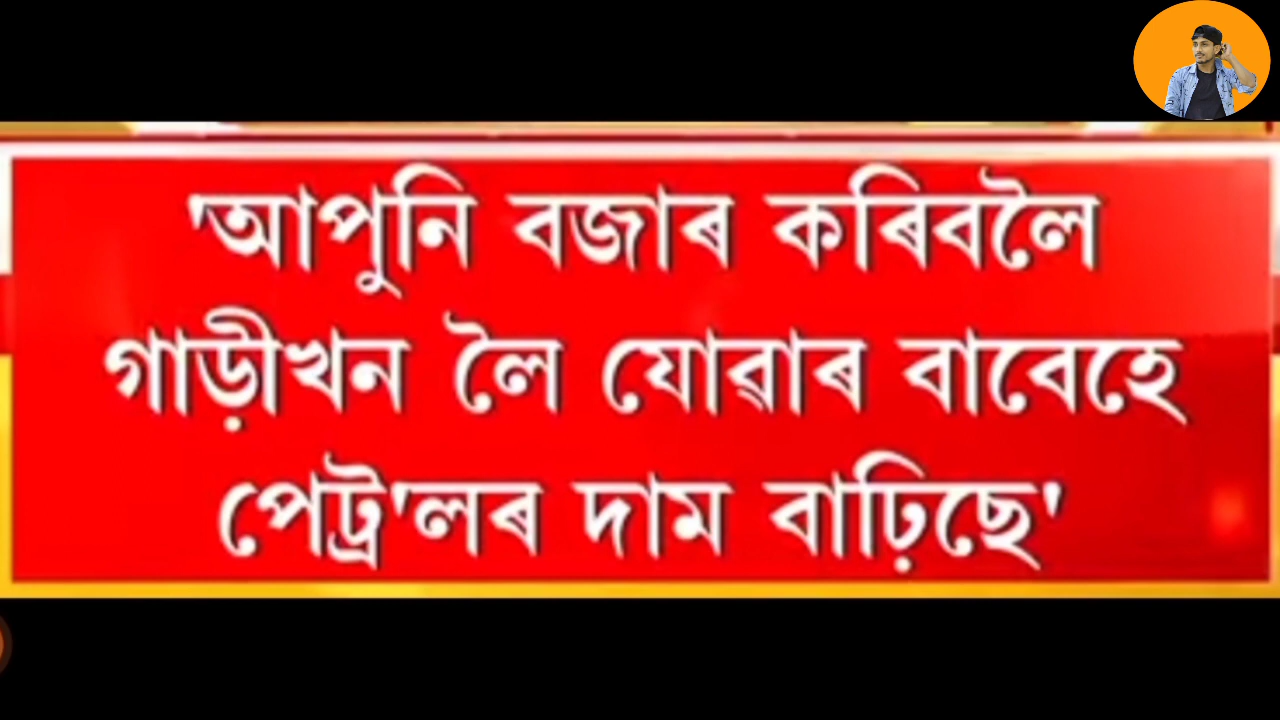 'আপুনি বজাৰ কৰিবলৈ
গাড়ীখন লৈ যোৱাৰ বাবেহে
পেট্ৰ'লৰ দাম বাঢ়িছে'